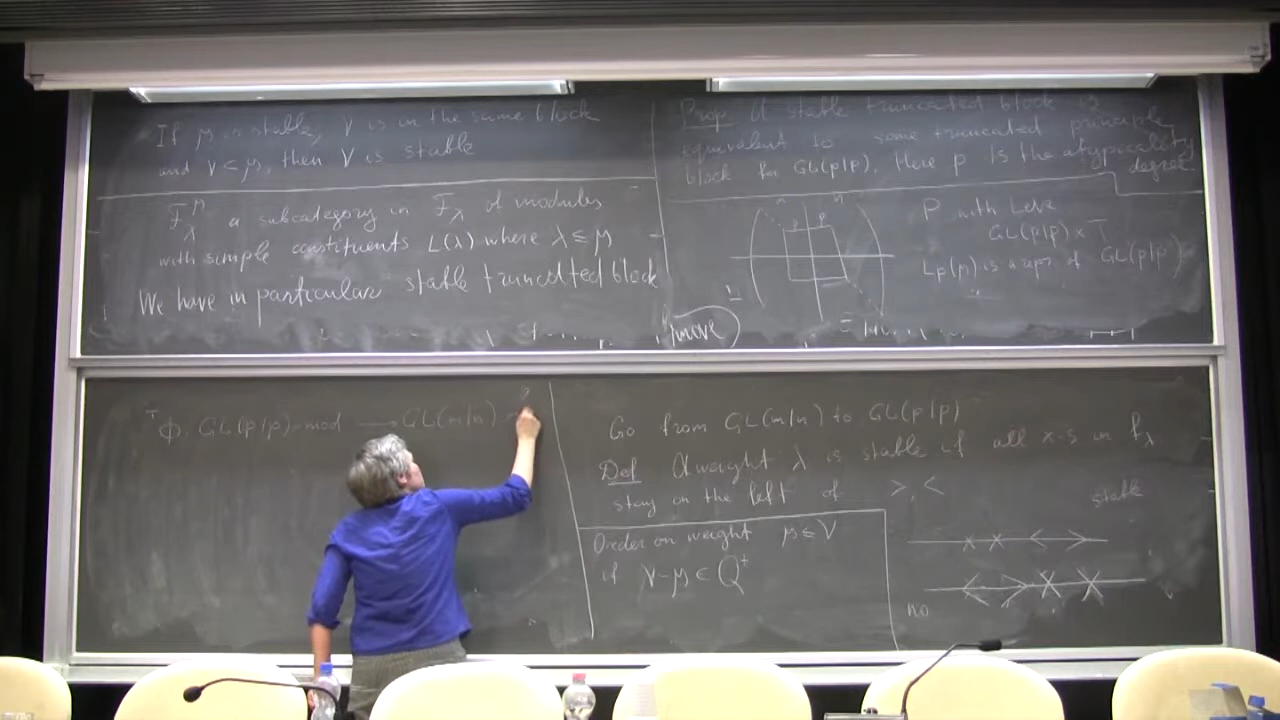 If μ is stable, ν is in the same block
and ν < μ, then ν is stable
F_λ^μ a subcategory in F_λ of modules
with simple constituents L(λ) where λ ≤ μ
We have in particular stable truncated block
Prop A stable truncated block is
equivalent to some truncated principle
block for GL(p|p). Here p is the atypicality
degree
P with Leve
GL(p|p) × T
L_p(μ) is a repr of GL(p|p)
move
Φ: GL(p|p)-mod → GL(m|n)
Go from GL(m|n) to GL(p|p)
Def A weight λ is stable if all x-s in f_λ
stay on the left of >, <
stable
Order on weight μ ≤ ν
if ν-μ ∈ Q⁺
× × < >
< > × ×
no